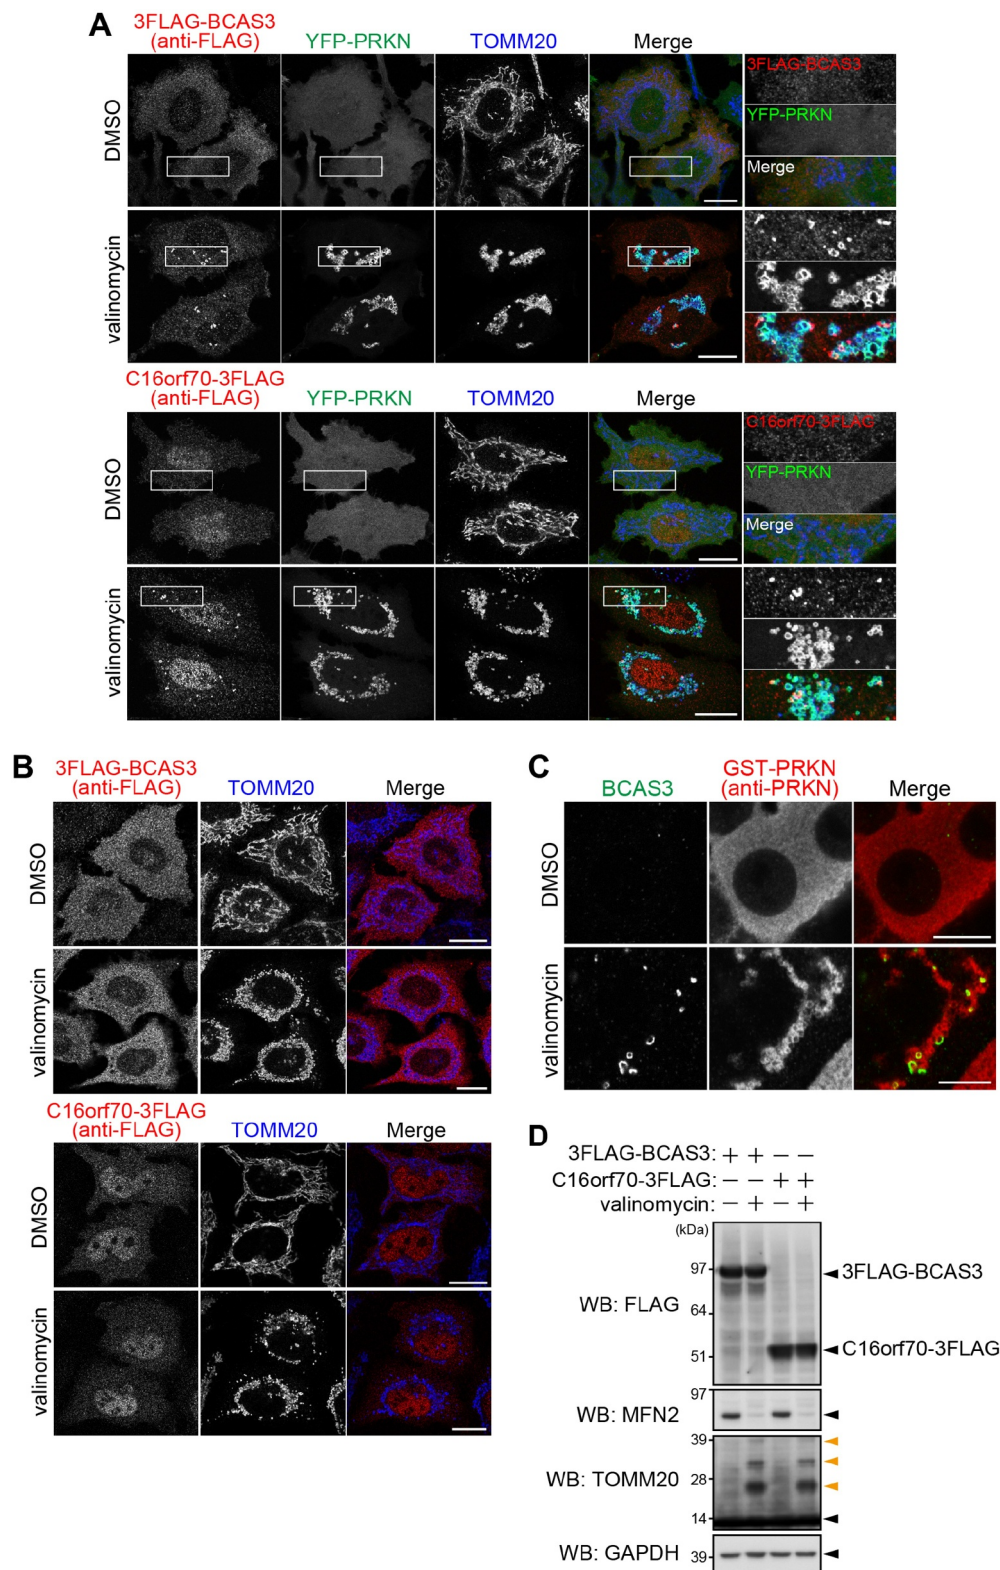 A
3FLAG-BCAS3
(anti-FLAG)
YFP-PRKN
TOMM20
Merge
DMSO
3FLAG-BCAS3
YFP-PRKN
Merge
valinomycin
C16orf70-3FLAG
(anti-FLAG)
YFP-PRKN
TOMM20
Merge
DMSO
C16orf70-3FLAG
YFP-PRKN
Merge
valinomycin
B
3FLAG-BCAS3
(anti-FLAG)
TOMM20
Merge
DMSO
valinomycin
C16orf70-3FLAG
(anti-FLAG)
TOMM20
Merge
DMSO
valinomycin
C
BCAS3
GST-PRKN
(anti-PRKN)
Merge
DMSO
valinomycin
D
3FLAG-BCAS3: + + − −
C16orf70-3FLAG: − − + +
valinomycin: − + − +
(kDa)
97
3FLAG-BCAS3
WB: FLAG
64
51
C16orf70-3FLAG
97
WB: MFN2
39
WB: TOMM20
28
14
WB: GAPDH
39